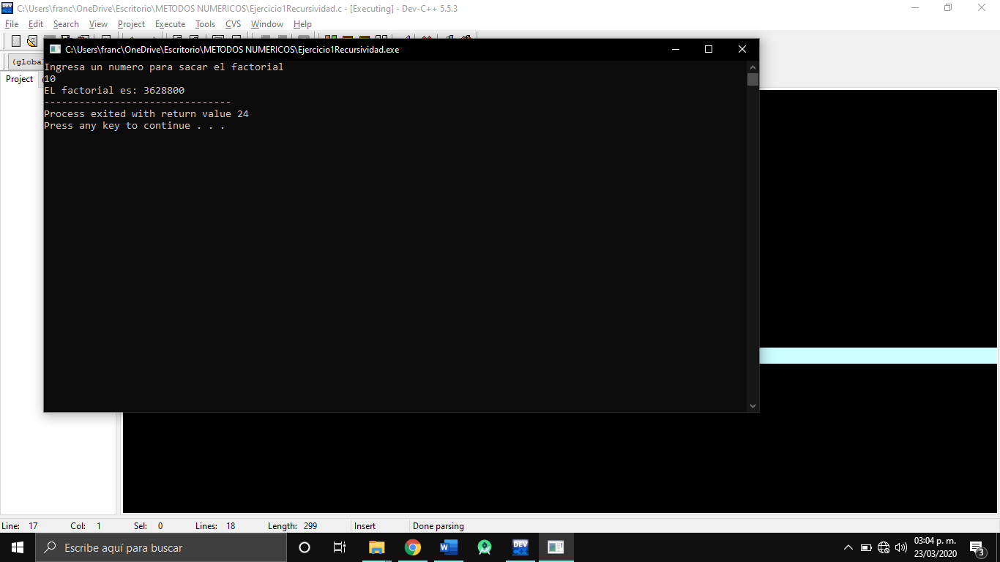 C:\Users\franc\OneDrive\Escritorio\METODOS NUMERICOS\Ejercicio1Recursividad.c - [Executing] - Dev-C++ 5.5.3
File Edit Search View Project Execute Tools CVS Window Help
C:\Users\franc\OneDrive\Escritorio\METODOS NUMERICOS\Ejercicio1Recursividad.exe
(globa
Project
Ingresa un numero para sacar el factorial
10
EL factorial es: 3628800
--------------------------------
Process exited with return value 24
Press any key to continue . . .
Line: 17 Col: 1 Sel: 0 Lines: 18 Length: 299 Insert Done parsing
Escribe aquí para buscar
DEV C++
03:04 p. m.
23/03/2020
3